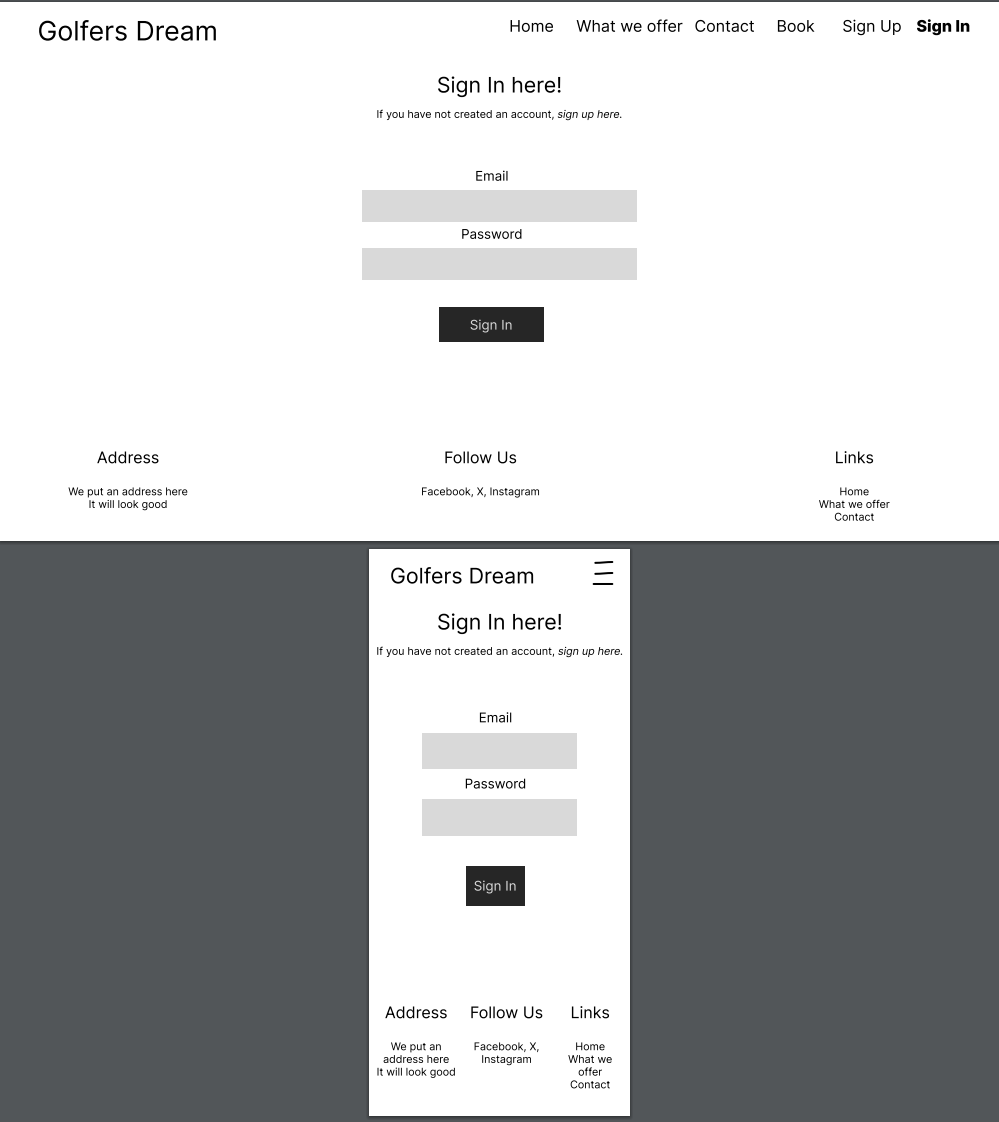 Golfers Dream
Home What we offer Contact Book Sign Up Sign In
Sign In here!
If you have not created an account, sign up here.
Email
Password
Sign In
Address
We put an address here
It will look good
Follow Us
Facebook, X, Instagram
Links
Home
What we offer
Contact
Golfers Dream
Sign In here!
If you have not created an account, sign up here.
Email
Password
Sign In
Address
We put an
address here
It will look good
Follow Us
Facebook, X,
Instagram
Links
Home
What we
offer
Contact